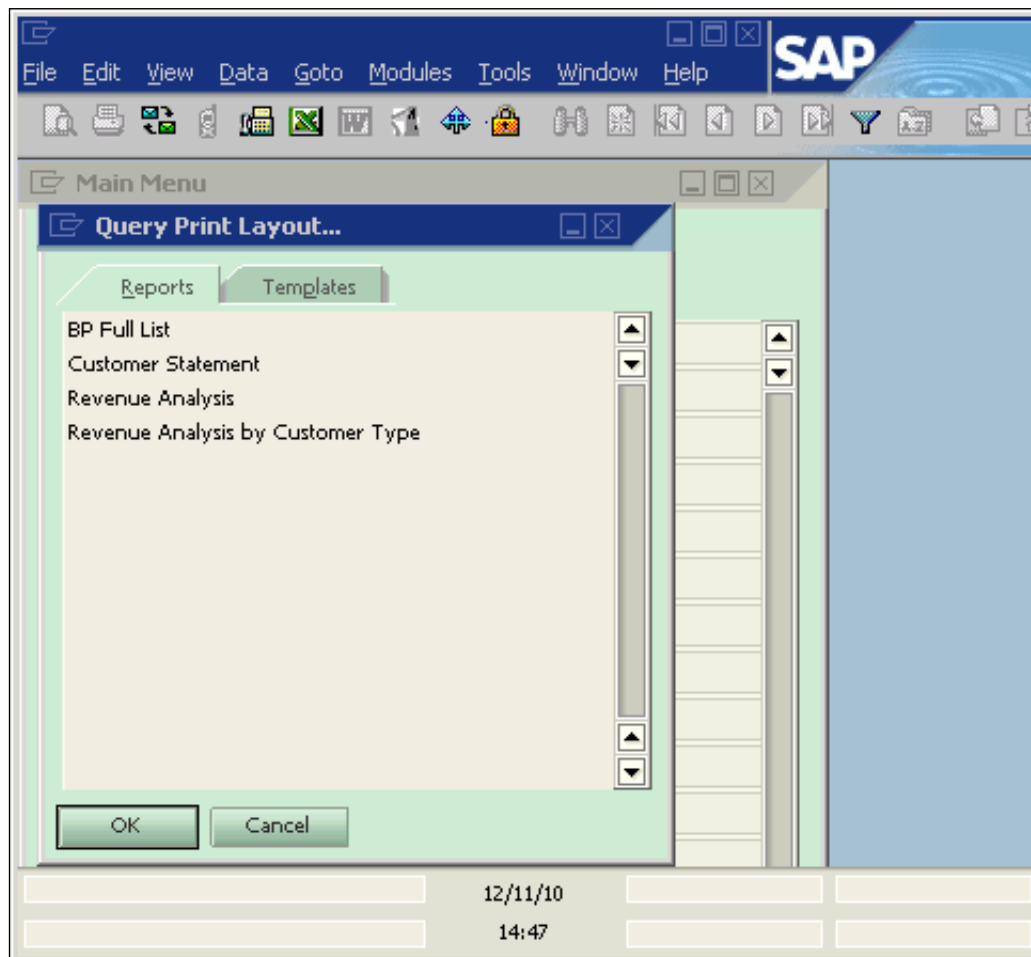 SAP
File Edit View Data Goto Modules Tools Window Help
Main Menu
Query Print Layout...
Reports Templates
BP Full List
Customer Statement
Revenue Analysis
Revenue Analysis by Customer Type
OK Cancel
12/11/10
14:47